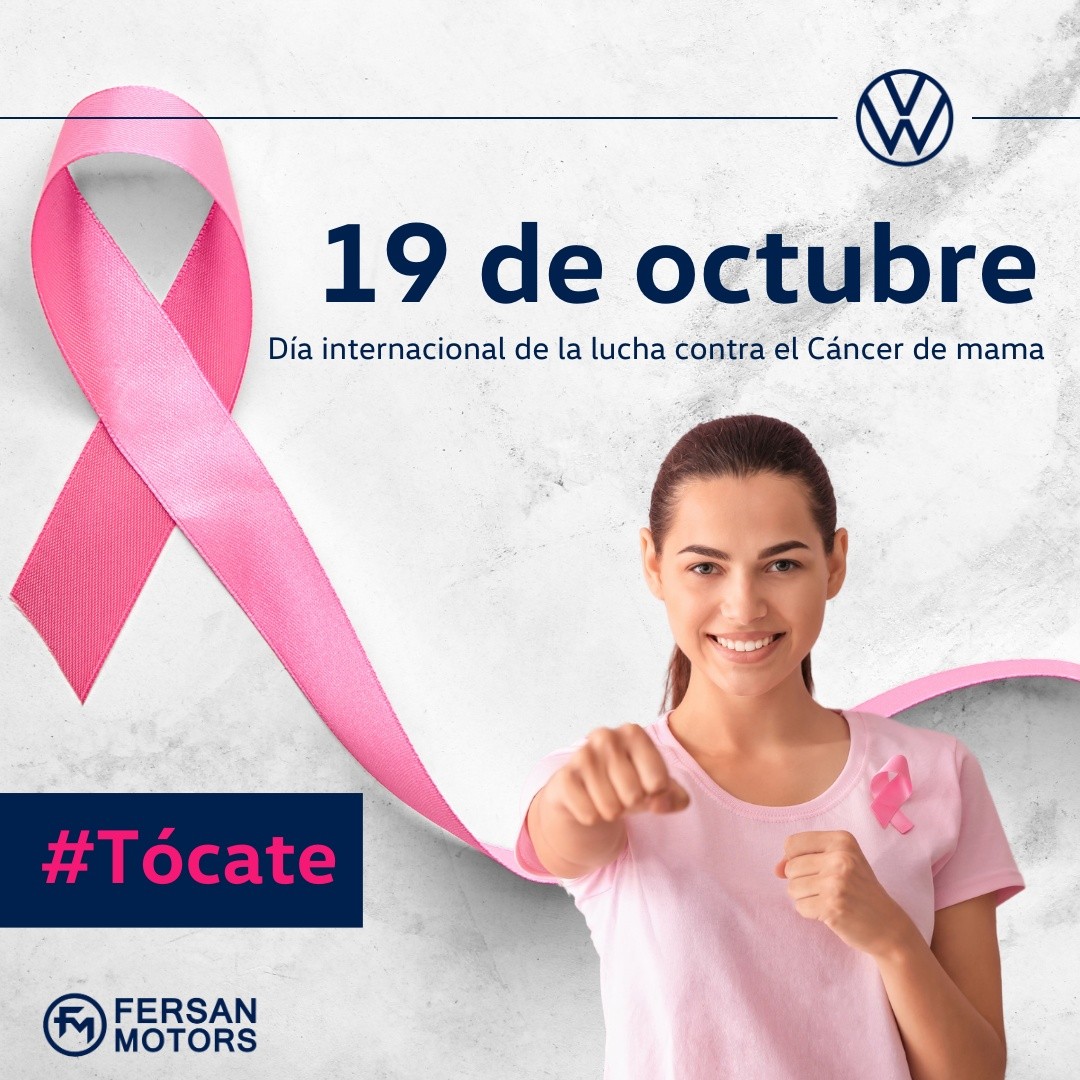 19 de octubre
Día internacional de la lucha contra el Cáncer de mama
#Tócate
FERSAN
MOTORS